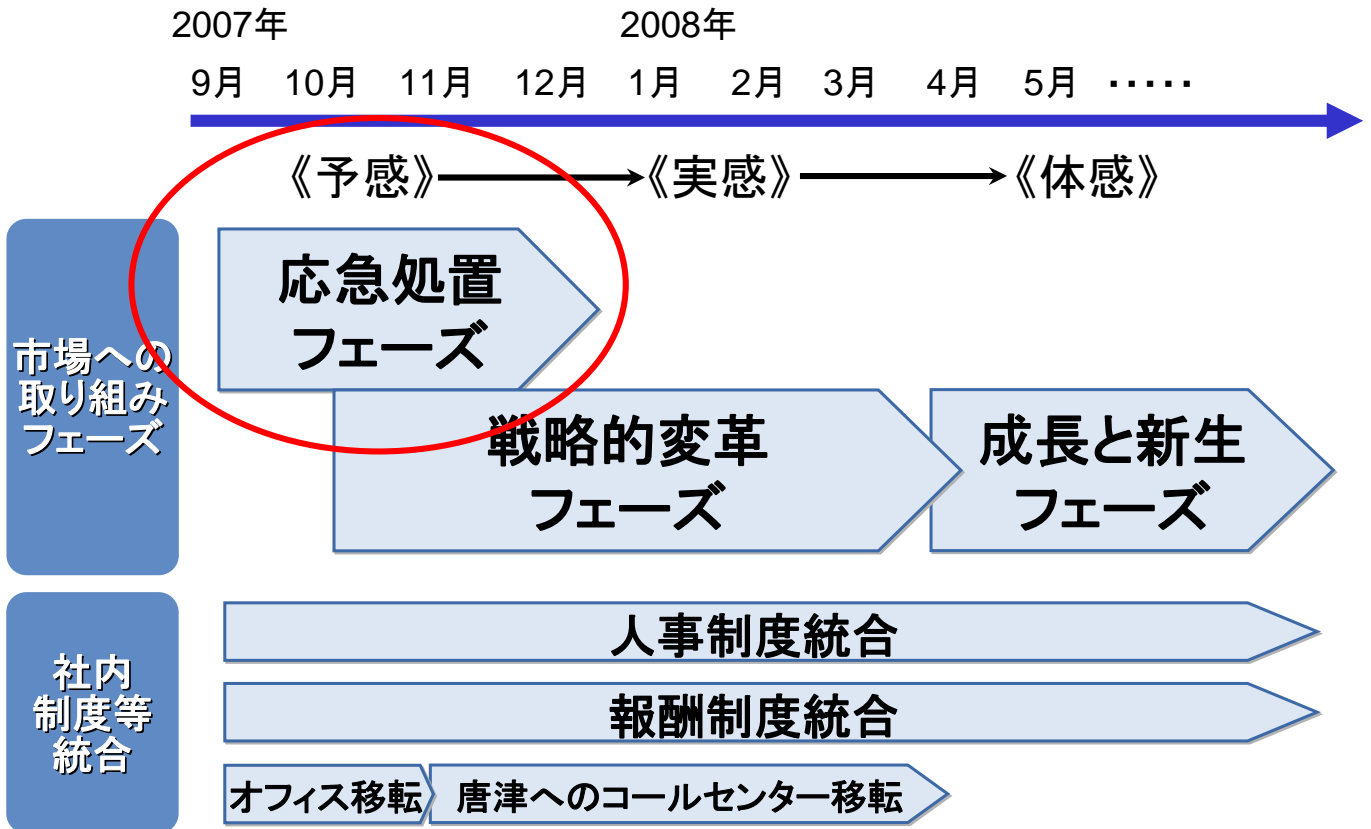 2007年 2008年
9月 10月 11月 12月 1月 2月 3月 4月 5月 ・・・・・
《予感》 《実感》 《体感》
市場への
取り組み
フェーズ
応急処置
フェーズ
戦略的変革
フェーズ
成長と新生
フェーズ
社内
制度等
統合
人事制度統合
報酬制度統合
オフィス移転 唐津へのコールセンター移転